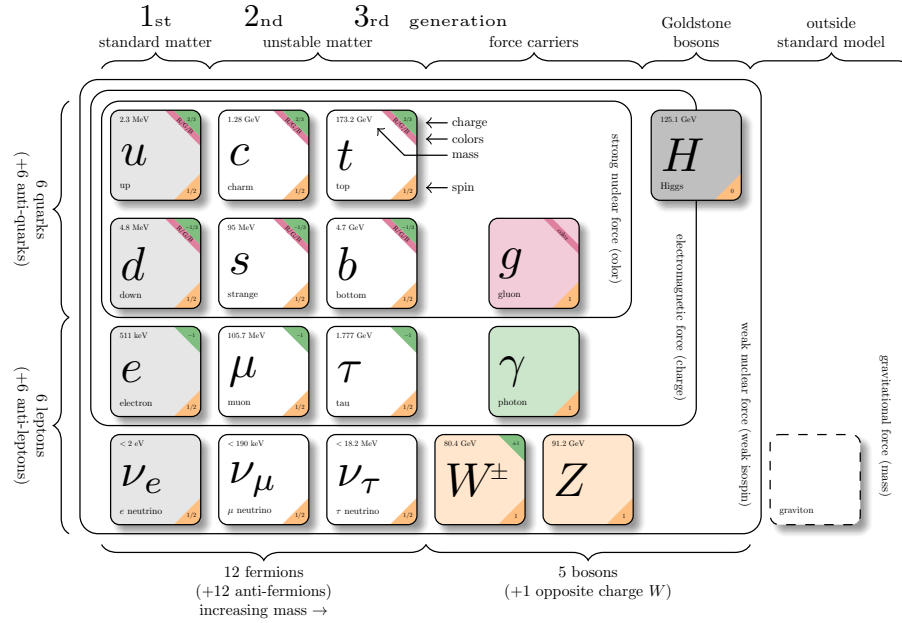 1st 2nd 3rd generation
standard matter
unstable matter
force carriers
Goldstone
bosons
outside
standard model
6 quarks
(+6 anti-quarks)
6 leptons
(+6 anti-leptons)
2.3 MeV
2/3
R/G/B
u
up
1/2
1.28 GeV
2/3
R/G/B
c
charm
1/2
173.2 GeV
2/3
R/G/B
t
top
1/2
charge
colors
mass
spin
125.1 GeV
H
Higgs
0
4.8 MeV
−1/3
R/G/B
d
down
1/2
95 MeV
−1/3
R/G/B
s
strange
1/2
4.7 GeV
−1/3
R/G/B
b
bottom
1/2
color
g
gluon
1
511 keV
−1
e
electron
1/2
105.7 MeV
−1
μ
muon
1/2
1.777 GeV
−1
τ
tau
1/2
γ
photon
1
< 2 eV
νe
e neutrino
1/2
< 190 keV
νμ
μ neutrino
1/2
< 18.2 MeV
ντ
τ neutrino
1/2
80.4 GeV
±1
W±
1
91.2 GeV
Z
1
graviton
strong nuclear force (color)
electromagnetic force (charge)
weak nuclear force (weak isospin)
gravitational force (mass)
12 fermions
(+12 anti-fermions)
increasing mass →
5 bosons
(+1 opposite charge W)